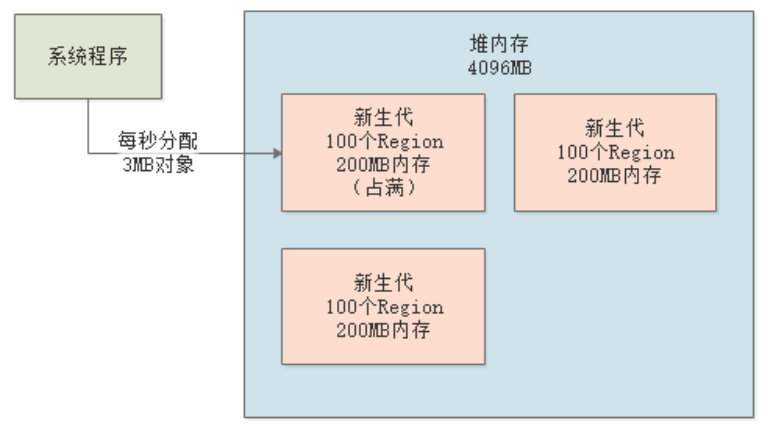 系统程序
堆内存
4096MB
每秒分配
3MB对象
新生代
100个Region
200MB内存
（占满）
新生代
100个Region
200MB内存
新生代
100个Region
200MB内存